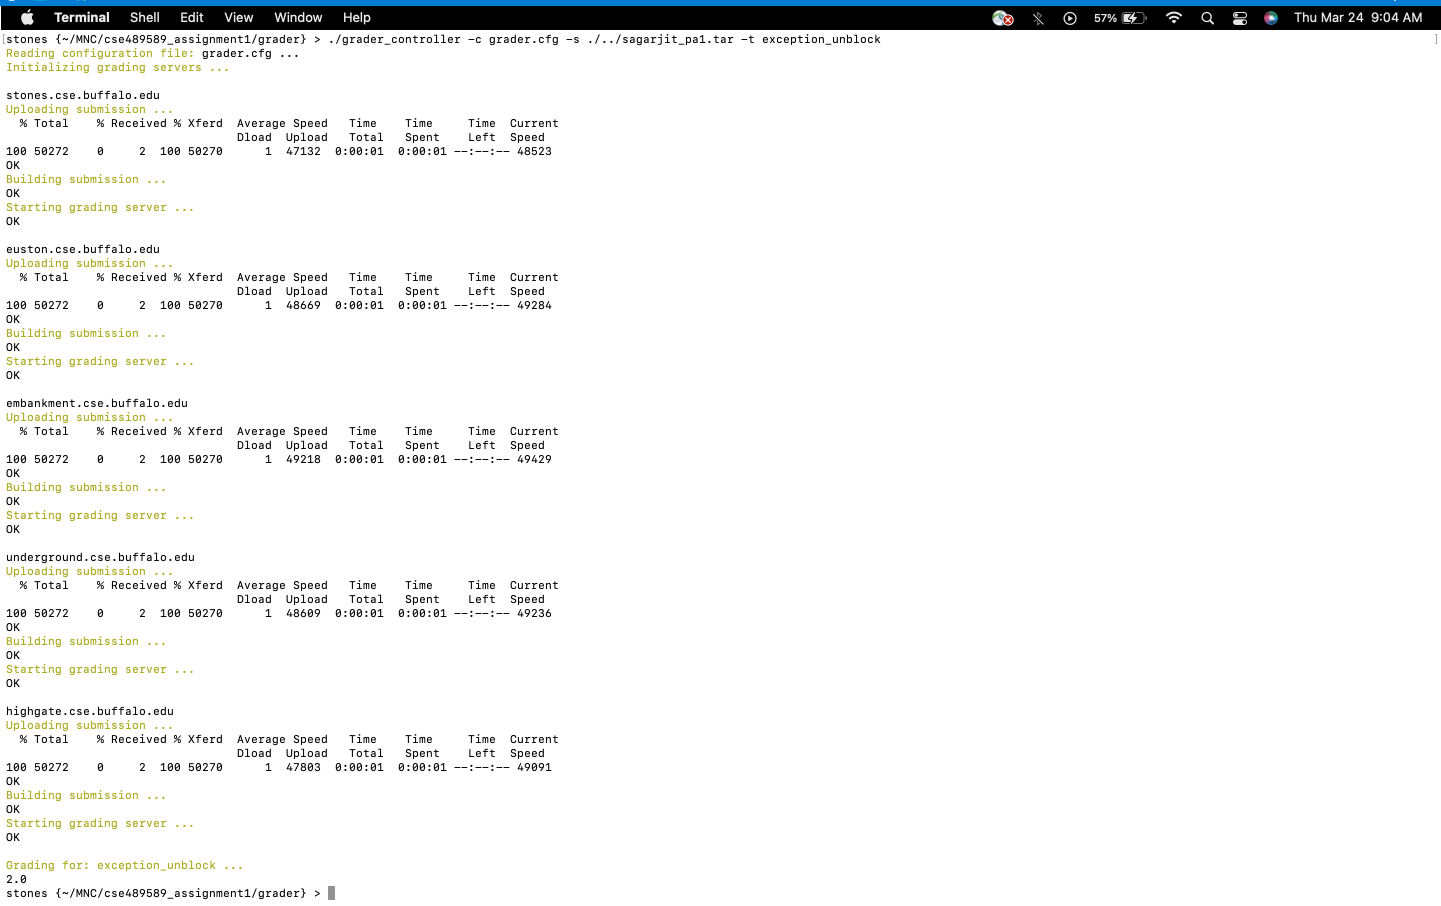 Terminal Shell Edit View Window Help 57% Thu Mar 24 9:04 AM
stones {~/MNC/cse489589_assignment1/grader} > ./grader_controller -c grader.cfg -s ./../sagarjit_pa1.tar -t exception_unblock
Reading configuration file: grader.cfg ...
Initializing grading servers ...

stones.cse.buffalo.edu
Uploading submission ...
  % Total    % Received % Xferd  Average Speed   Time    Time     Time  Current
                                 Dload  Upload   Total   Spent    Left  Speed
100 50272    0     2  100 50270      1  47132  0:00:01  0:00:01 --:--:-- 48523
OK
Building submission ...
OK
Starting grading server ...
OK

euston.cse.buffalo.edu
Uploading submission ...
  % Total    % Received % Xferd  Average Speed   Time    Time     Time  Current
                                 Dload  Upload   Total   Spent    Left  Speed
100 50272    0     2  100 50270      1  48669  0:00:01  0:00:01 --:--:-- 49284
OK
Building submission ...
OK
Starting grading server ...
OK

embankment.cse.buffalo.edu
Uploading submission ...
  % Total    % Received % Xferd  Average Speed   Time    Time     Time  Current
                                 Dload  Upload   Total   Spent    Left  Speed
100 50272    0     2  100 50270      1  49218  0:00:01  0:00:01 --:--:-- 49429
OK
Building submission ...
OK
Starting grading server ...
OK

underground.cse.buffalo.edu
Uploading submission ...
  % Total    % Received % Xferd  Average Speed   Time    Time     Time  Current
                                 Dload  Upload   Total   Spent    Left  Speed
100 50272    0     2  100 50270      1  48609  0:00:01  0:00:01 --:--:-- 49236
OK
Building submission ...
OK
Starting grading server ...
OK

highgate.cse.buffalo.edu
Uploading submission ...
  % Total    % Received % Xferd  Average Speed   Time    Time     Time  Current
                                 Dload  Upload   Total   Spent    Left  Speed
100 50272    0     2  100 50270      1  47803  0:00:01  0:00:01 --:--:-- 49091
OK
Building submission ...
OK
Starting grading server ...
OK

Grading for: exception_unblock ...
2.0
stones {~/MNC/cse489589_assignment1/grader} >